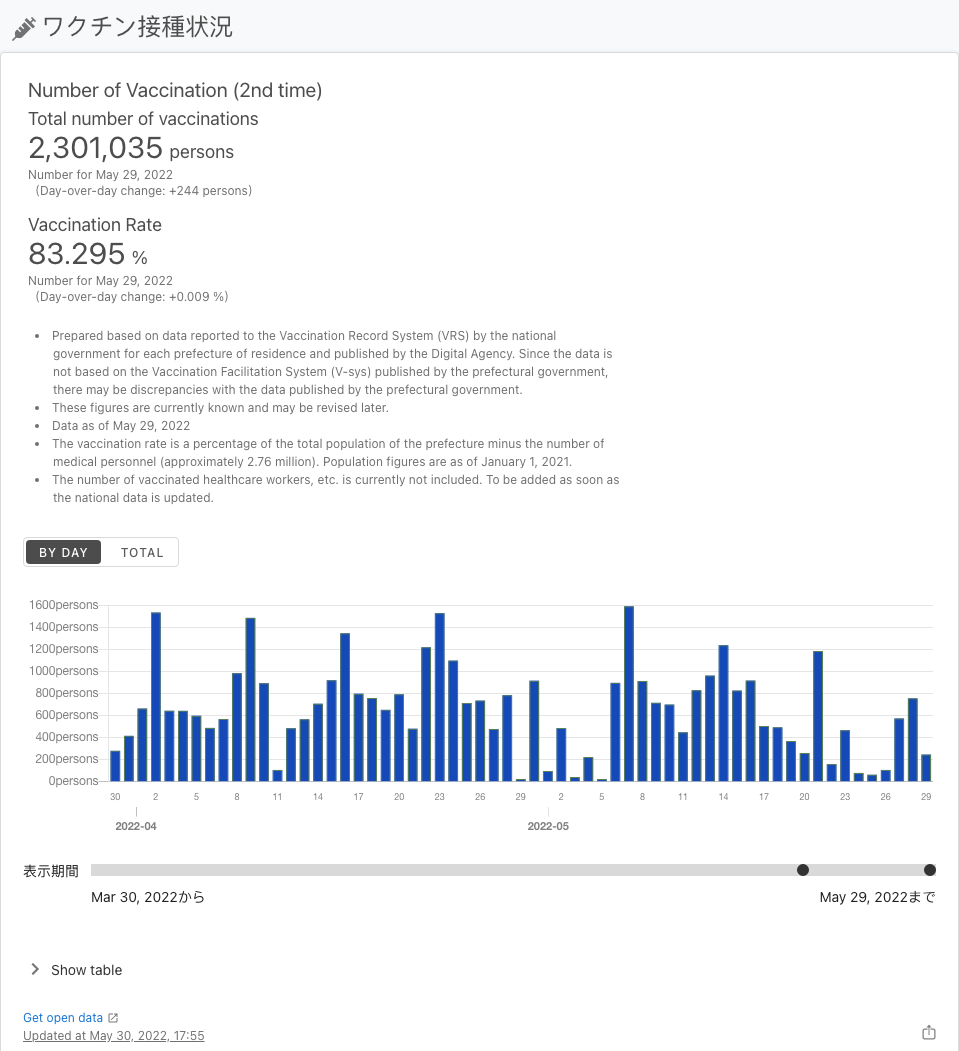 ワクチン接種状況
Number of Vaccination (2nd time)
Total number of vaccinations
2,301,035 persons
Number for May 29, 2022
(Day-over-day change: +244 persons)
Vaccination Rate
83.295 %
Number for May 29, 2022
(Day-over-day change: +0.009 %)
• Prepared based on data reported to the Vaccination Record System (VRS) by the national
government for each prefecture of residence and published by the Digital Agency. Since the data is
not based on the Vaccination Facilitation System (V-sys) published by the prefectural government,
there may be discrepancies with the data published by the prefectural government.
• These figures are currently known and may be revised later.
• Data as of May 29, 2022
• The vaccination rate is a percentage of the total population of the prefecture minus the number of
medical personnel (approximately 2.76 million). Population figures are as of January 1, 2021.
• The number of vaccinated healthcare workers, etc. is currently not included. To be added as soon as
the national data is updated.
BY DAY TOTAL
1600persons
1400persons
1200persons
1000persons
800persons
600persons
400persons
200persons
0persons
30 2 5 8 11 14 17 20 23 26 29 2 5 8 11 14 17 20 23 26 29
2022-04 2022-05
表示期間
Mar 30, 2022から May 29, 2022まで
Show table
Get open data
Updated at May 30, 2022, 17:55